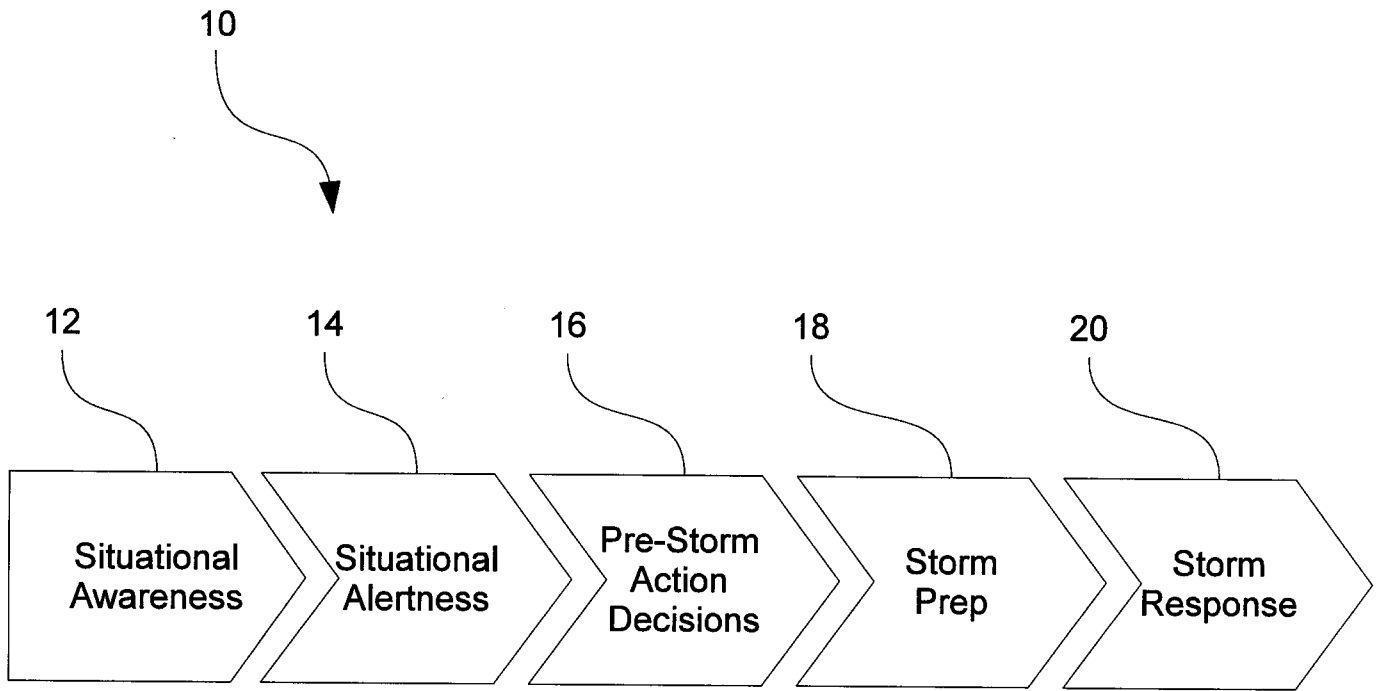 10
12
14
16
18
20
Situational
Awareness
Situational
Alertness
Pre-Storm
Action
Decisions
Storm
Prep
Storm
Response